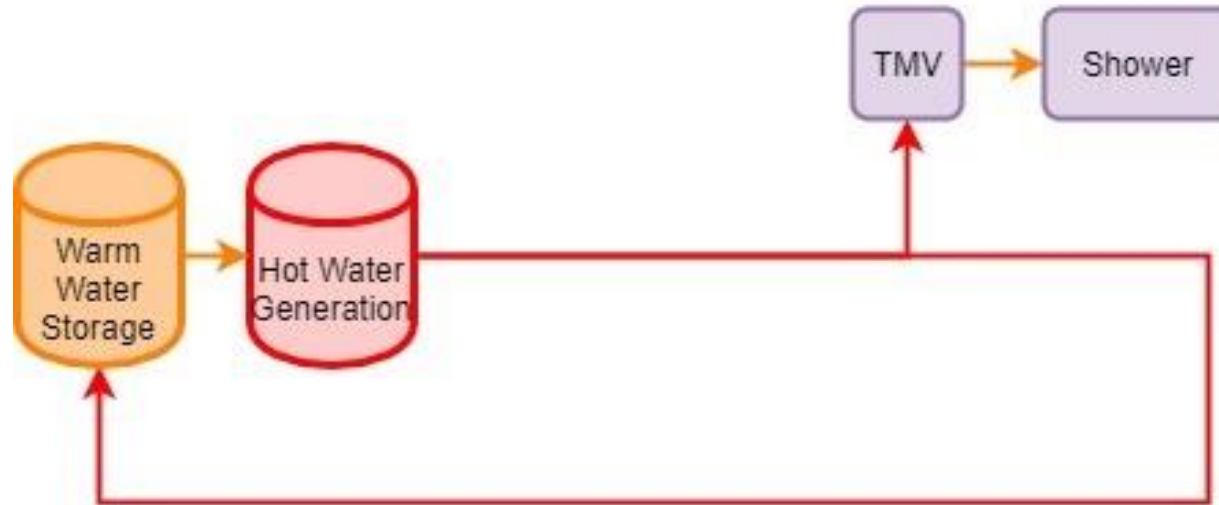 TMV
Shower
Warm
Water
Storage
Hot Water
Generation